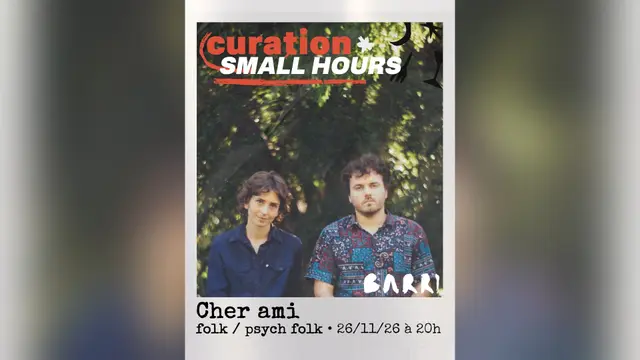 curation
SMALL HOURS
BARRI
Cher ami
folk / psych folk • 26/11/26 à 20h